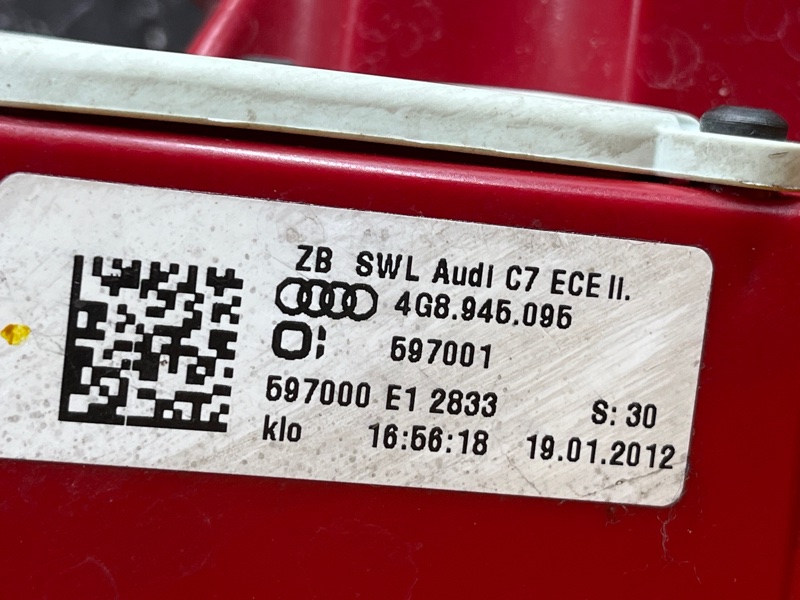 ZB SWL Audi C7 ECE II.
4G8.945.095
597001
597000 E1 2833 S: 30
klo 16:56:18 19.01.2012